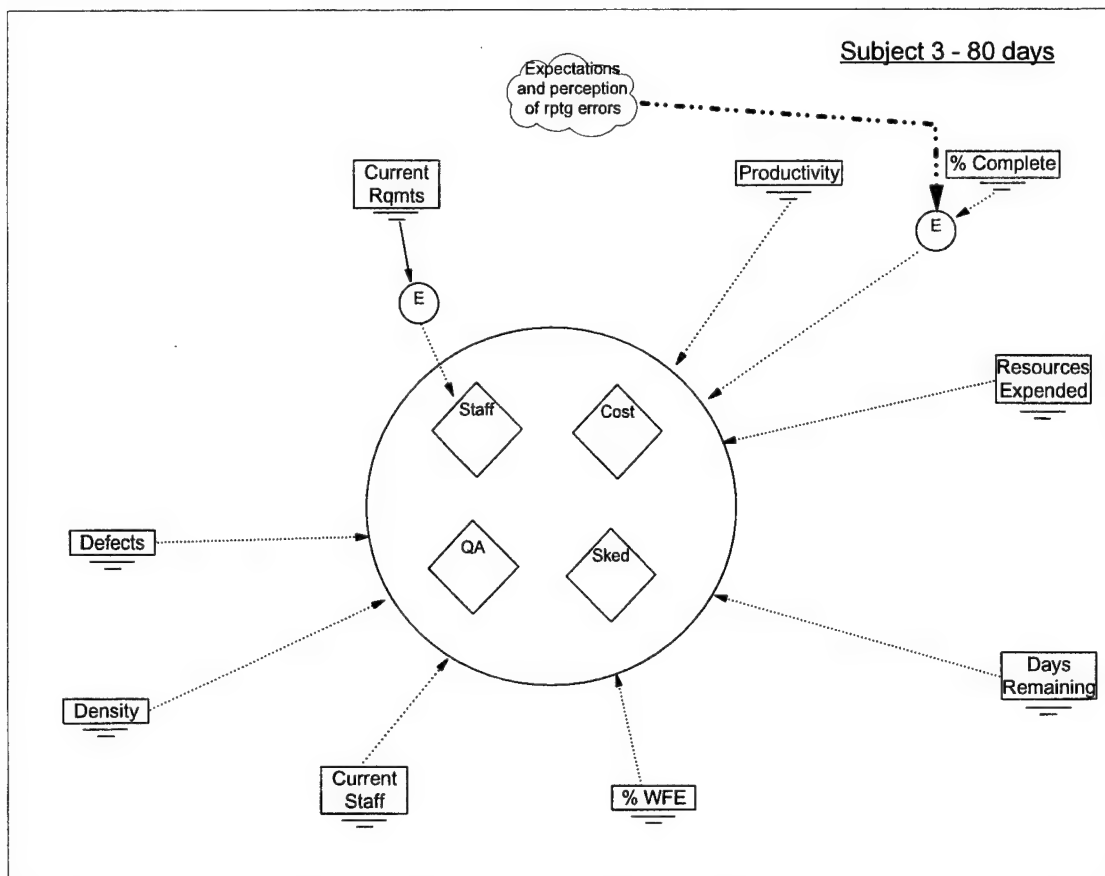 Subject 3 - 80 days
Expectations
and perception
of rptg errors
Current
Rqmts
Productivity
% Complete
E
E
Resources
Expended
Staff
Cost
Defects
QA
Sked
Days
Remaining
Density
Current
Staff
% WFE